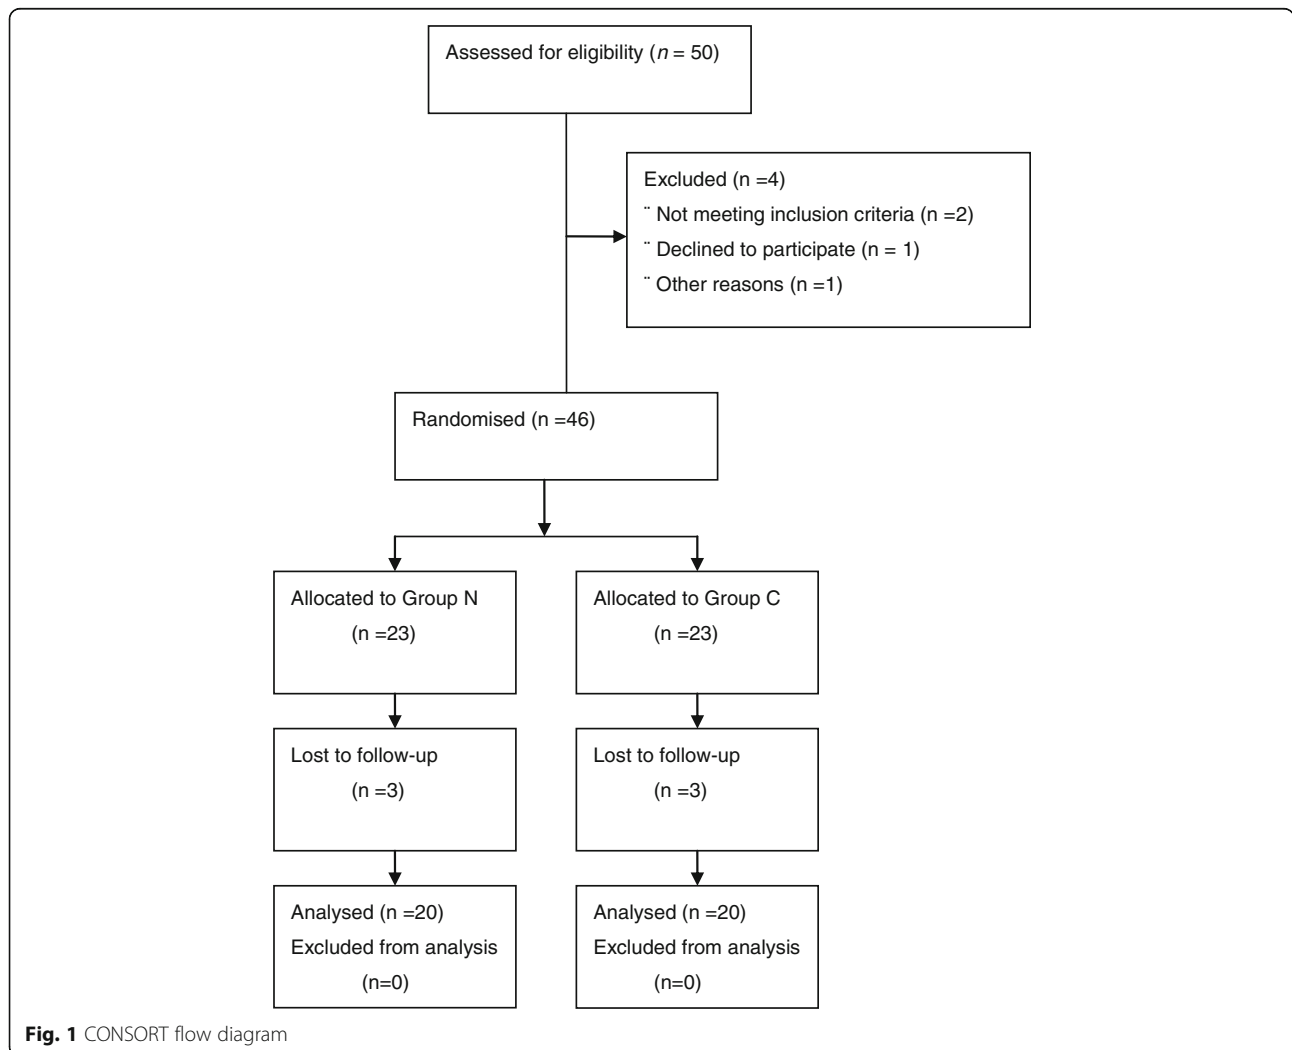 Assessed for eligibility (n = 50)
Excluded (n =4)
¨ Not meeting inclusion criteria (n =2)
¨ Declined to participate (n = 1)
¨ Other reasons (n =1)
Randomised (n =46)
Allocated to Group N
(n =23)
Allocated to Group C
(n =23)
Lost to follow-up
(n =3)
Lost to follow-up
(n =3)
Analysed (n =20)
Excluded from analysis
(n=0)
Analysed (n =20)
Excluded from analysis
(n=0)
Fig. 1 CONSORT flow diagram